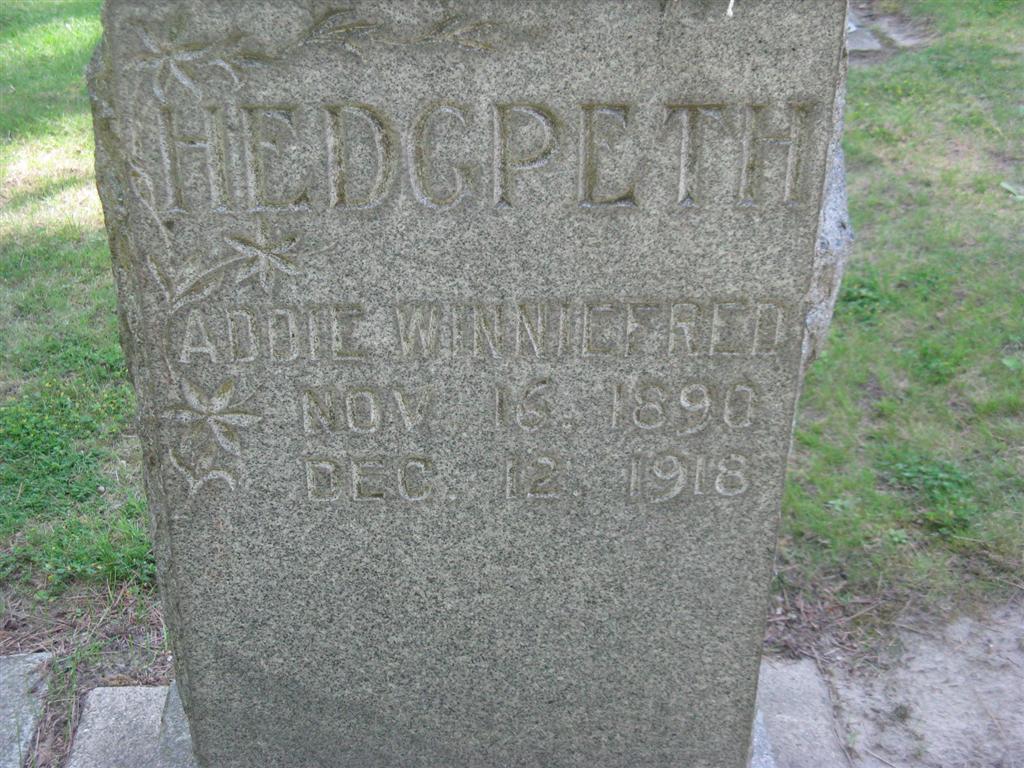 HEDGPETH
ADDIE WINNIEFRED
NOV. 16. 1890
DEC. 12. 1918